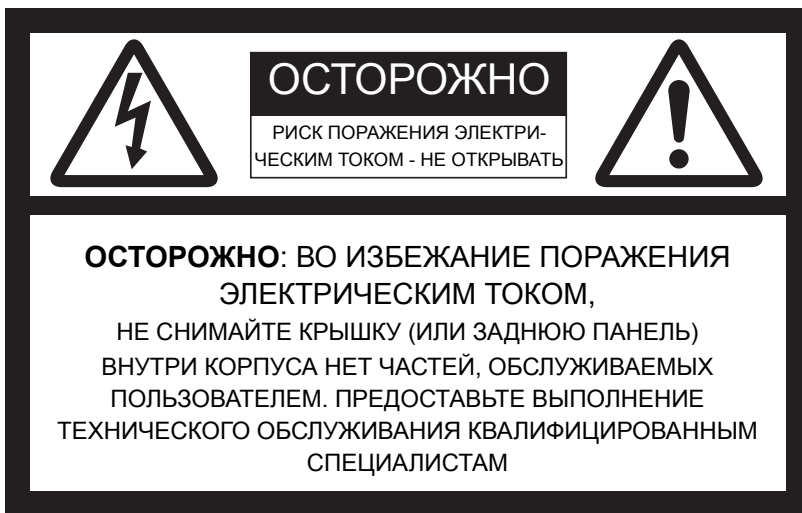 ОСТОРОЖНО
РИСК ПОРАЖЕНИЯ ЭЛЕКТРИ-
ЧЕСКИМ ТОКОМ - НЕ ОТКРЫВАТЬ
ОСТОРОЖНО: ВО ИЗБЕЖАНИЕ ПОРАЖЕНИЯ
ЭЛЕКТРИЧЕСКИМ ТОКОМ,
НЕ СНИМАЙТЕ КРЫШКУ (ИЛИ ЗАДНЮЮ ПАНЕЛЬ)
ВНУТРИ КОРПУСА НЕТ ЧАСТЕЙ, ОБСЛУЖИВАЕМЫХ
ПОЛЬЗОВАТЕЛЕМ. ПРЕДОСТАВЬТЕ ВЫПОЛНЕНИЕ
ТЕХНИЧЕСКОГО ОБСЛУЖИВАНИЯ КВАЛИФИЦИРОВАННЫМ
СПЕЦИАЛИСТАМ